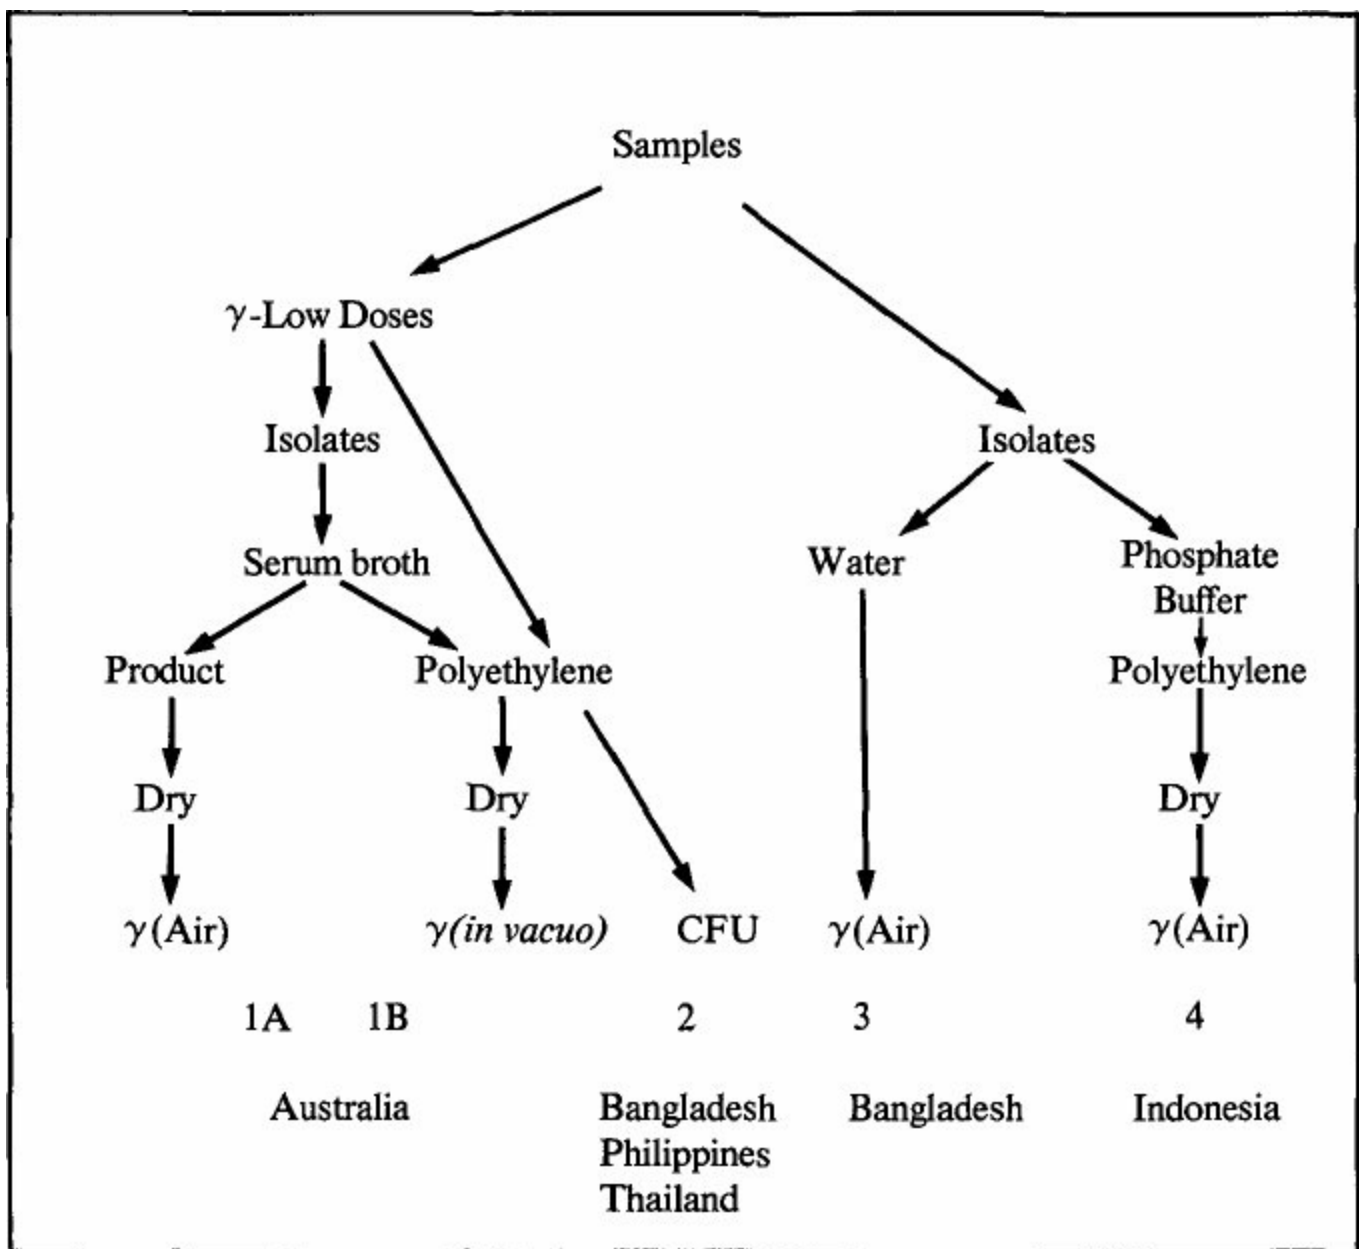 Samples
γ-Low Doses
Isolates
Isolates
Serum broth
Water
Phosphate
Buffer
Product
Polyethylene
Polyethylene
Dry
Dry
Dry
γ(Air)
γ(in vacuo)
CFU
γ(Air)
γ(Air)
1A
1B
2
3
4
Australia
Bangladesh
Philippines
Thailand
Bangladesh
Indonesia